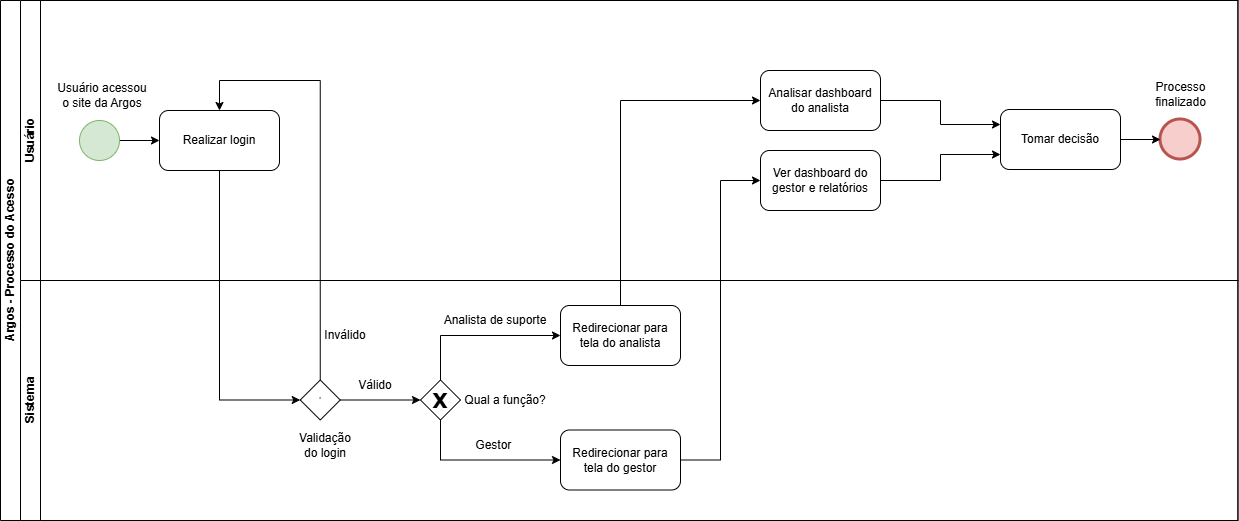 Argos - Processo do Acesso
Usuário
Usuário acessou
o site da Argos
Realizar login
Analisar dashboard
do analista
Ver dashboard do
gestor e relatórios
Tomar decisão
Processo
finalizado
Sistema
Inválido
Validação
do login
Válido
X
Qual a função?
Analista de suporte
Redirecionar para
tela do analista
Gestor
Redirecionar para
tela do gestor